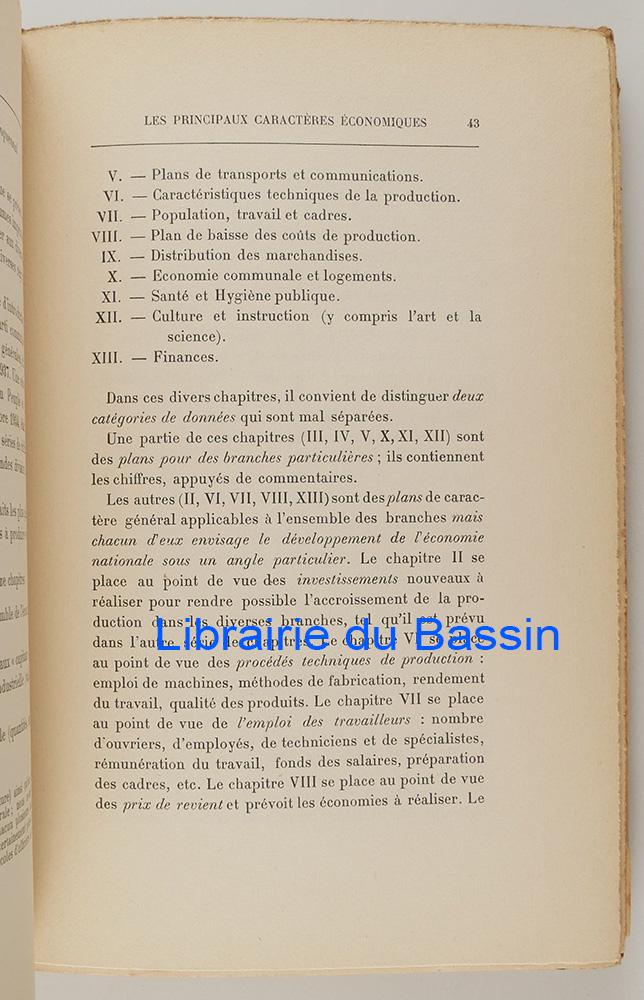 LES PRINCIPAUX CARACTÈRES ÉCONOMIQUES 43
V. — Plans de transports et communications.
VI. — Caractéristiques techniques de la production.
VII. — Population, travail et cadres.
VIII. — Plan de baisse des coûts de production.
IX. — Distribution des marchandises.
X. — Economie communale et logements.
XI. — Santé et Hygiène publique.
XII. — Culture et instruction (y compris l'art et la
science).
XIII. — Finances.
Dans ces divers chapitres, il convient de distinguer deux
catégories de données qui sont mal séparées.
Une partie de ces chapitres (III, IV, V, X, XI, XII) sont
des plans pour des branches particulières ; ils contiennent
les chiffres, appuyés de commentaires.
Les autres (II, VI, VII, VIII, XIII) sont des plans de carac-
tère général applicables à l'ensemble des branches mais
chacun d'eux envisage le développement de l'économie
nationale sous un angle particulier. Le chapitre II se
place au point de vue des investissements nouveaux à
réaliser pour rendre possible l'accroissement de la pro-
duction dans les diverses branches, tel qu'il est prévu
dans l'autre série de chapitres. Le chapitre VI se place
Librairie du Bassin
au point de vue des procédés techniques de production :
emploi de machines, méthodes de fabrication, rendement
du travail, qualité des produits. Le chapitre VII se place
au point de vue de l'emploi des travailleurs : nombre
d'ouvriers, d'employés, de techniciens et de spécialistes,
rémunération du travail, fonds des salaires, préparation
des cadres, etc. Le chapitre VIII se place au point de vue
des prix de revient et prévoit les économies à réaliser. Le